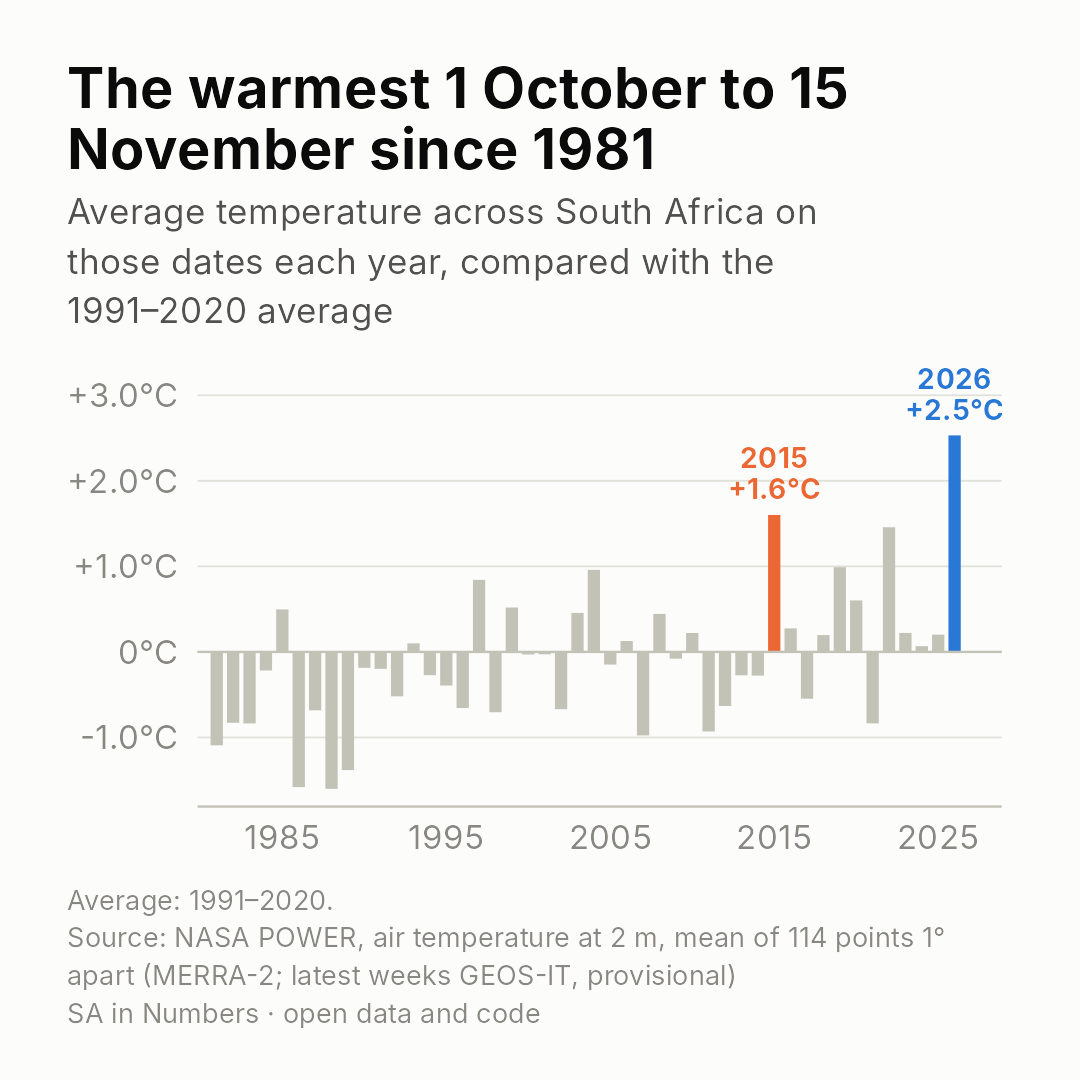 The warmest 1 October to 15
November since 1981
Average temperature across South Africa on
those dates each year, compared with the
1991–2020 average
+3.0°C
+2.0°C
+1.0°C
0°C
-1.0°C
2015
+1.6°C
2026
+2.5°C
1985
1995
2005
2015
2025
Average: 1991–2020.
Source: NASA POWER, air temperature at 2 m, mean of 114 points 1°
apart (MERRA-2; latest weeks GEOS-IT, provisional)
SA in Numbers · open data and code